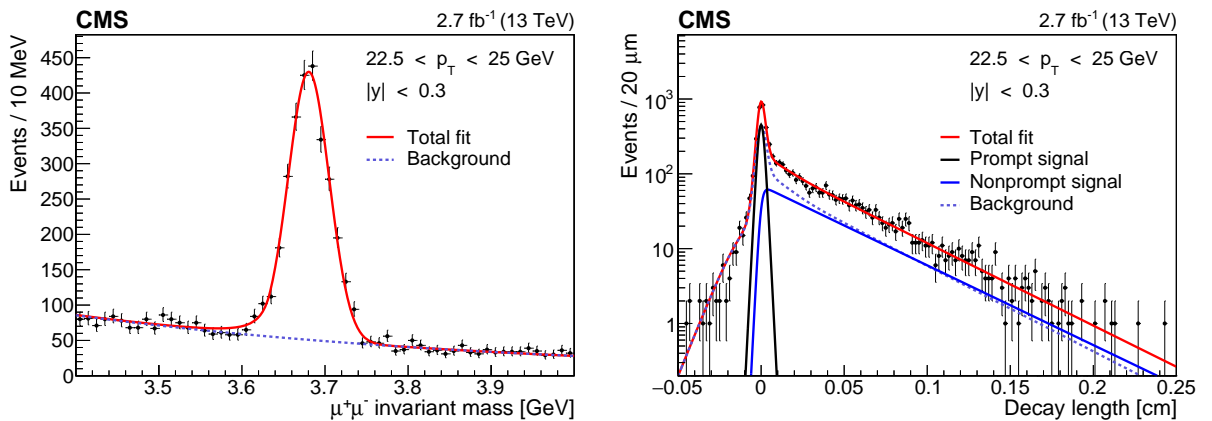 CMS
2.7 fb⁻¹ (13 TeV)
22.5 < p_T < 25 GeV
|y| < 0.3
Total fit
Background
Events / 10 MeV
450
400
350
300
250
200
150
100
50
0
3.5
3.6
3.7
3.8
3.9
μ⁺μ⁻ invariant mass [GeV]
CMS
2.7 fb⁻¹ (13 TeV)
22.5 < p_T < 25 GeV
|y| < 0.3
Total fit
Prompt signal
Nonprompt signal
Background
Events / 20 μm
10³
10²
10
1
−0.05
0
0.05
0.1
0.15
0.2
0.25
Decay length [cm]